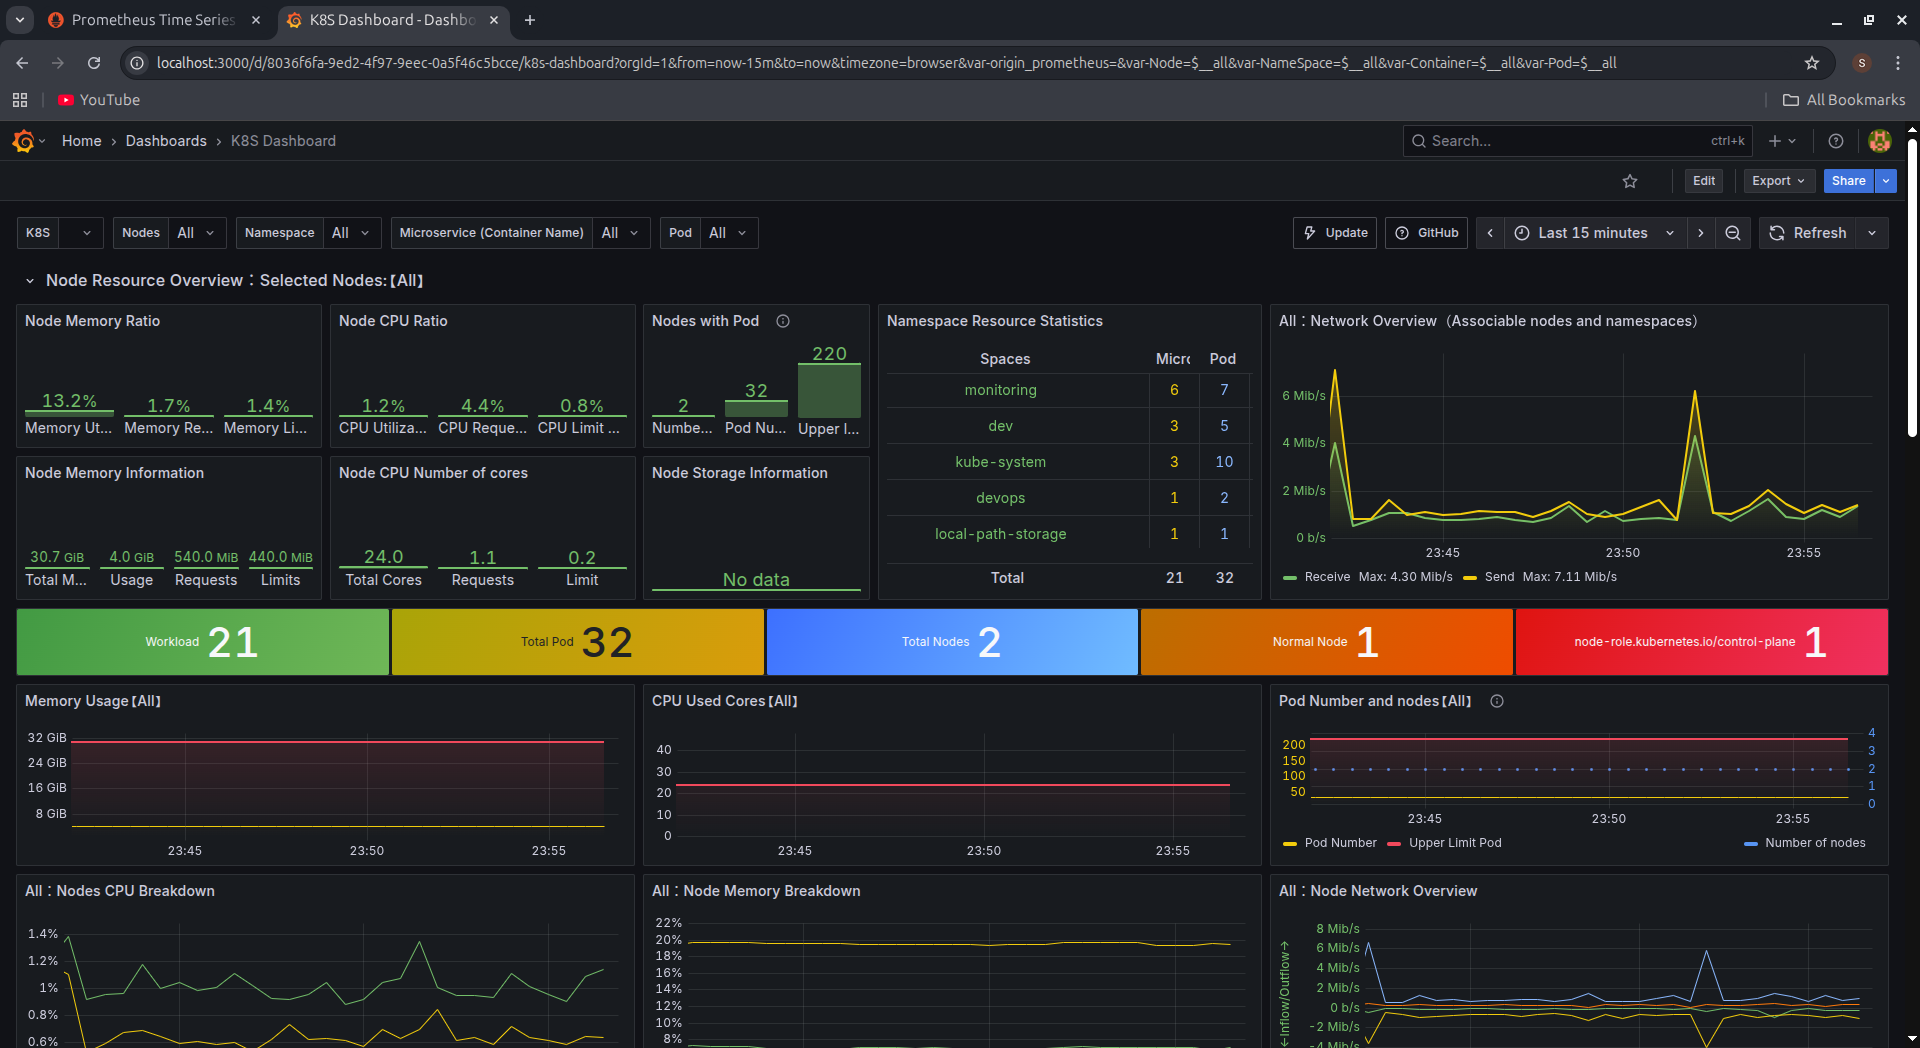 Prometheus Time Series
K8S Dashboard - Dashbo
localhost:3000/d/8036f6fa-9ed2-4f97-9eec-0a5f46c5bcce/k8s-dashboard?orgId=1&from=now-15m&to=now&timezone=browser&var-origin_prometheus=&var-Node=$__all&var-NameSpace=$__all&var-Container=$__all&var-Pod=$__all
S
YouTube
All Bookmarks
Home › Dashboards › K8S Dashboard
Search...
ctrl+k
Edit
Export
Share
K8S
Nodes All
Namespace All
Microservice (Container Name) All
Pod All
Update
GitHub
Last 15 minutes
Refresh
Node Resource Overview：Selected Nodes:【All】
Node Memory Ratio
13.2% 1.7% 1.4%
Memory Ut... Memory Re... Memory Li...
Node CPU Ratio
1.2% 4.4% 0.8%
CPU Utiliza... CPU Reque... CPU Limit ...
Nodes with Pod
2 32 220
Numbe... Pod Nu... Upper l...
Namespace Resource Statistics
Spaces Micro Pod
monitoring 6 7
dev 3 5
kube-system 3 10
devops 1 2
local-path-storage 1 1
Total 21 32
All：Network Overview（Associable nodes and namespaces）
6 Mib/s
4 Mib/s
2 Mib/s
0 b/s
23:45 23:50 23:55
Receive Max: 4.30 Mib/s Send Max: 7.11 Mib/s
Node Memory Information
30.7 GiB 4.0 GiB 540.0 MiB 440.0 MiB
Total M... Usage Requests Limits
Node CPU Number of cores
24.0 1.1 0.2
Total Cores Requests Limit
Node Storage Information
No data
Workload 21
Total Pod 32
Total Nodes 2
Normal Node 1
node-role.kubernetes.io/control-plane 1
Memory Usage【All】
32 GiB
24 GiB
16 GiB
8 GiB
23:45 23:50 23:55
CPU Used Cores【All】
40
30
20
10
0
23:45 23:50 23:55
Pod Number and nodes【All】
200
150
100
50
4
3
2
1
0
23:45 23:50 23:55
Pod Number Upper Limit Pod Number of nodes
All：Nodes CPU Breakdown
1.4%
1.2%
1%
0.8%
0.6%
All：Node Memory Breakdown
22%
20%
18%
16%
14%
12%
10%
8%
All：Node Network Overview
←Inflow/Outflow→
8 Mib/s
6 Mib/s
4 Mib/s
2 Mib/s
0 b/s
-2 Mib/s
-4 Mib/s